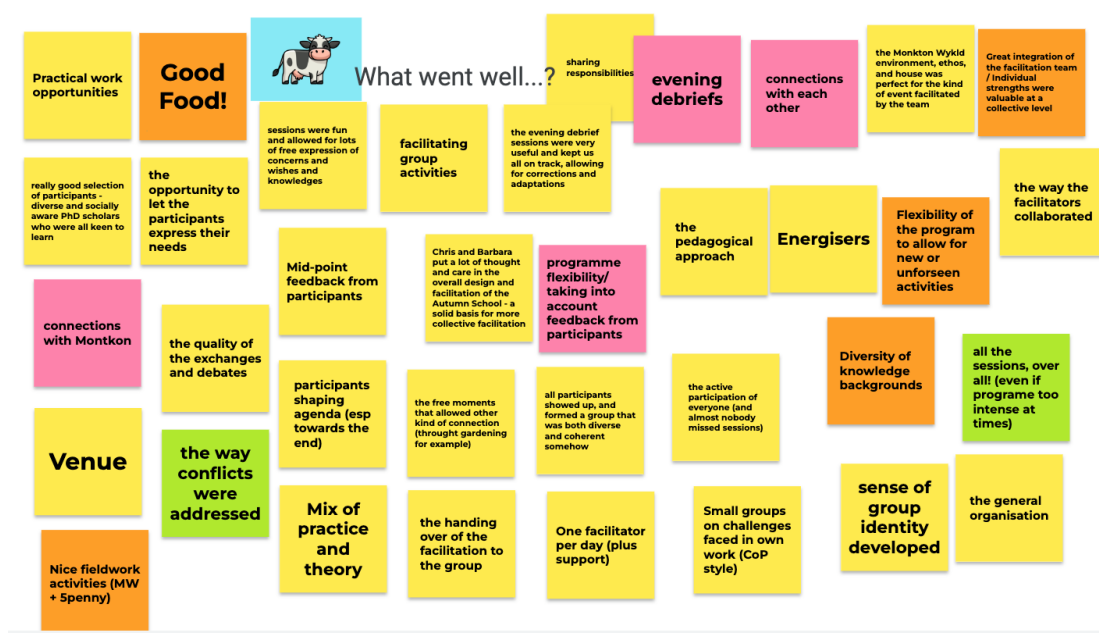 What went well...?
Practical work
opportunities
Good
Food!
sharing
responsibilities
evening
debriefs
connections
with each
other
the Monkton Wykld
environment, ethos,
and house was
perfect for the kind
of event facilitated
by the team
Great integration of
the facilitation team
/ Individual
strengths were
valuable at a
collective level
sessions were fun
and allowed for lots
of free expression of
concerns and
wishes and
knowledges
facilitating
group
activities
the evening debrief
sessions were very
useful and kept us
all on track, allowing
for corrections and
adaptations
really good selection
of participants -
diverse and socially
aware PhD scholars
who were all keen to
learn
the
opportunity to
let the
participants
express their
needs
the
pedagogical
approach
Energisers
Flexibility of
the program
to allow for
new or
unforseen
activities
the way the
facilitators
collaborated
Mid-point
feedback from
participants
Chris and Barbara
put a lot of thought
and care in the
overall design and
facilitation of the
Autumn School - a
solid basis for more
collective facilitation
programme
flexibility/
taking into
account
feedback from
participants
connections
with Montkon
the quality of
the exchanges
and debates
Diversity of
knowledge
backgrounds
all the
sessions, over
all! (even if
programe too
intense at
times)
participants
shaping
agenda (esp
towards the
end)
the free moments
that allowed other
kind of connection
(throught gardening
for example)
all participants
showed up, and
formed a group that
was both diverse
and coherent
somehow
the active
participation of
everyone (and
almost nobody
missed sessions)
Venue
the way
conflicts
were
addressed
Mix of
practice
and
theory
the handing
over of the
facilitation to
the group
One facilitator
per day (plus
support)
Small groups
on challenges
faced in own
work (CoP
style)
sense of
group
identity
developed
the general
organisation
Nice fieldwork
activities (MW
+ 5penny)